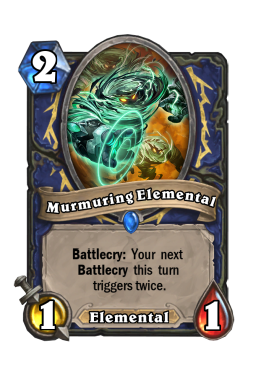 2
Murmuring Elemental
Battlecry: Your next
Battlecry this turn
triggers twice.
1 Elemental 1